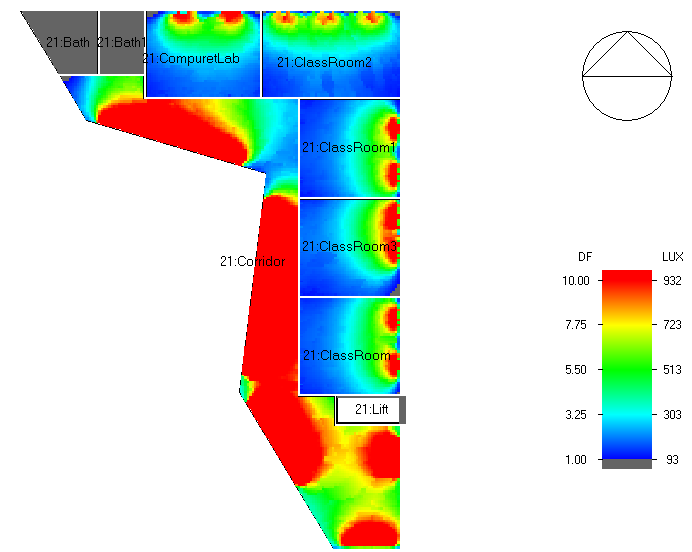 21:Bath
21:Bath1
21:CompuretLab
21:ClassRoom2
21:ClassRoom1
21:ClassRoom3
21:Corridor
21:ClassRoom
21:Lift
DF LUX
10.00 932
7.75 723
5.50 513
3.25 303
1.00 93